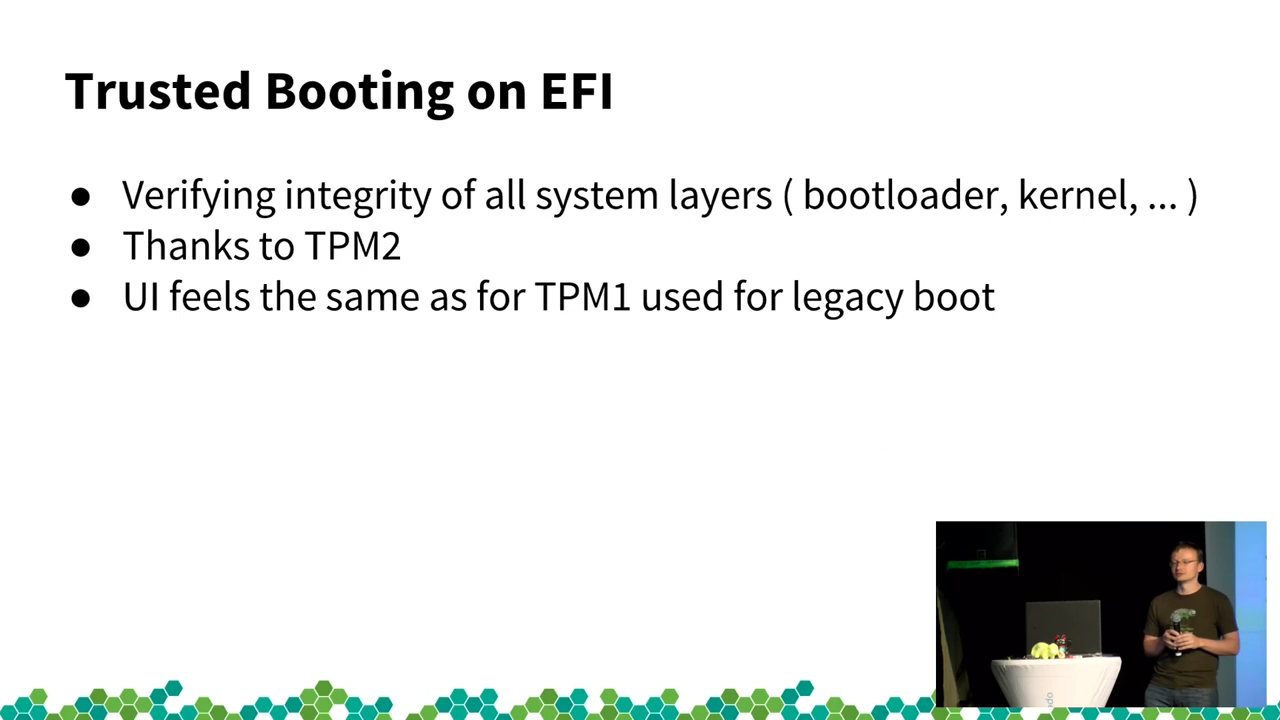 Trusted Booting on EFI
● Verifying integrity of all system layers ( bootloader, kernel, ... )
● Thanks to TPM2
● UI feels the same as for TPM1 used for legacy boot